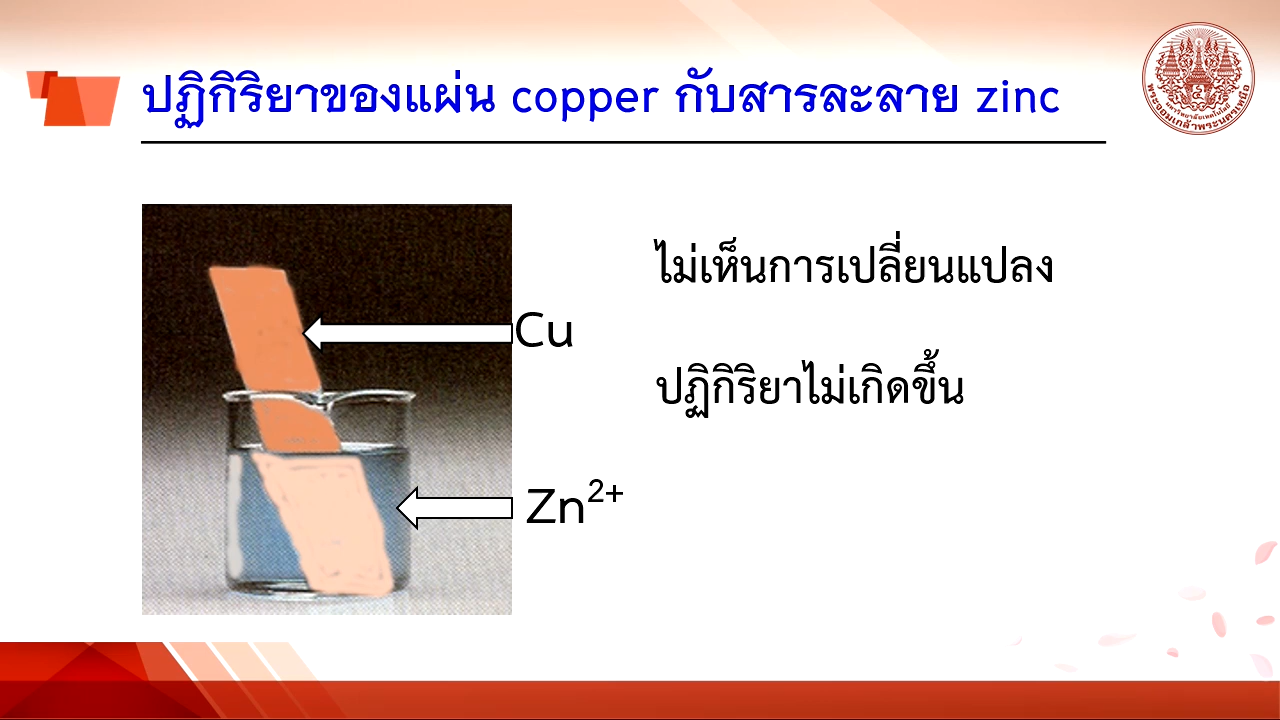 ปฏิกิริยาของแผ่น copper กับสารละลาย zinc
ไม่เห็นการเปลี่ยนแปลง
Cu
ปฏิกิริยาไม่เกิดขึ้น
Zn²⁺